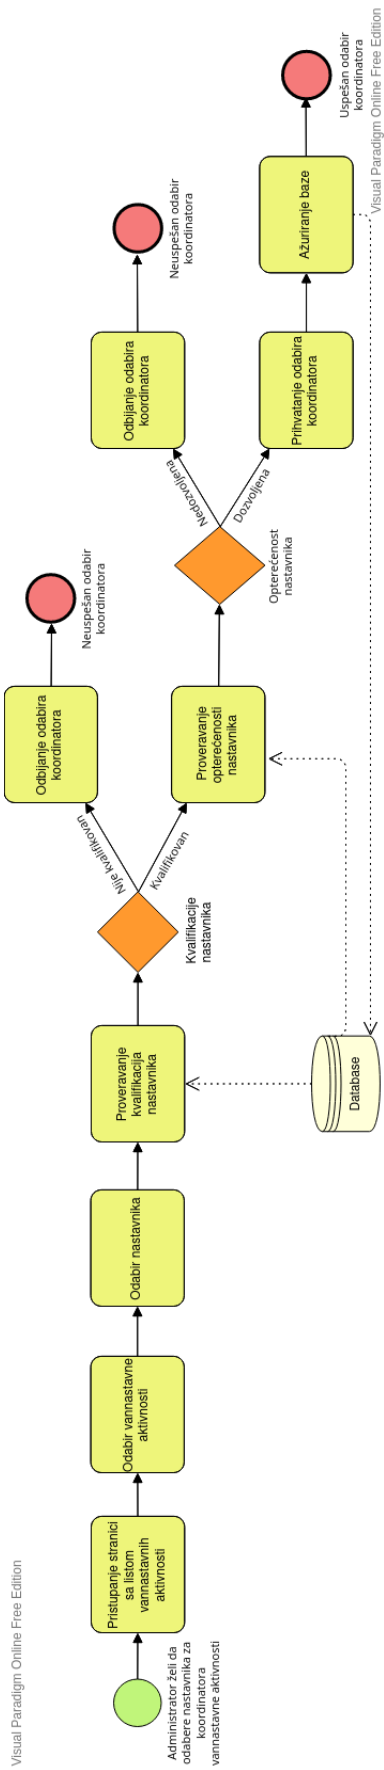 Visual Paradigm Online Free Edition
Administrator želi da
odabere nastavnika za
koordinatora
vannastavne aktivnosti
Pristupanje stranici
sa listom
vannastavnih
aktivnosti
Odabir vannastavne
aktivnosti
Odabir nastavnika
Proveravanje
kvalifikacija
nastavnika
Kvalifikacije
nastavnika
Nije kvalifikovan
Kvalifikovan
Odbijanje odabira
koordinatora
Neuspešan odabir
koordinatora
Proveravanje
opterećenosti
nastavnika
Opterećenost
nastavnika
Nedozvoljena
Dozvoljena
Odbijanje odabira
koordinatora
Neuspešan odabir
koordinatora
Prihvatanje odabira
koordinatora
Ažuriranje baze
Uspešan odabir
koordinatora
Database
Visual Paradigm Online Free Edition